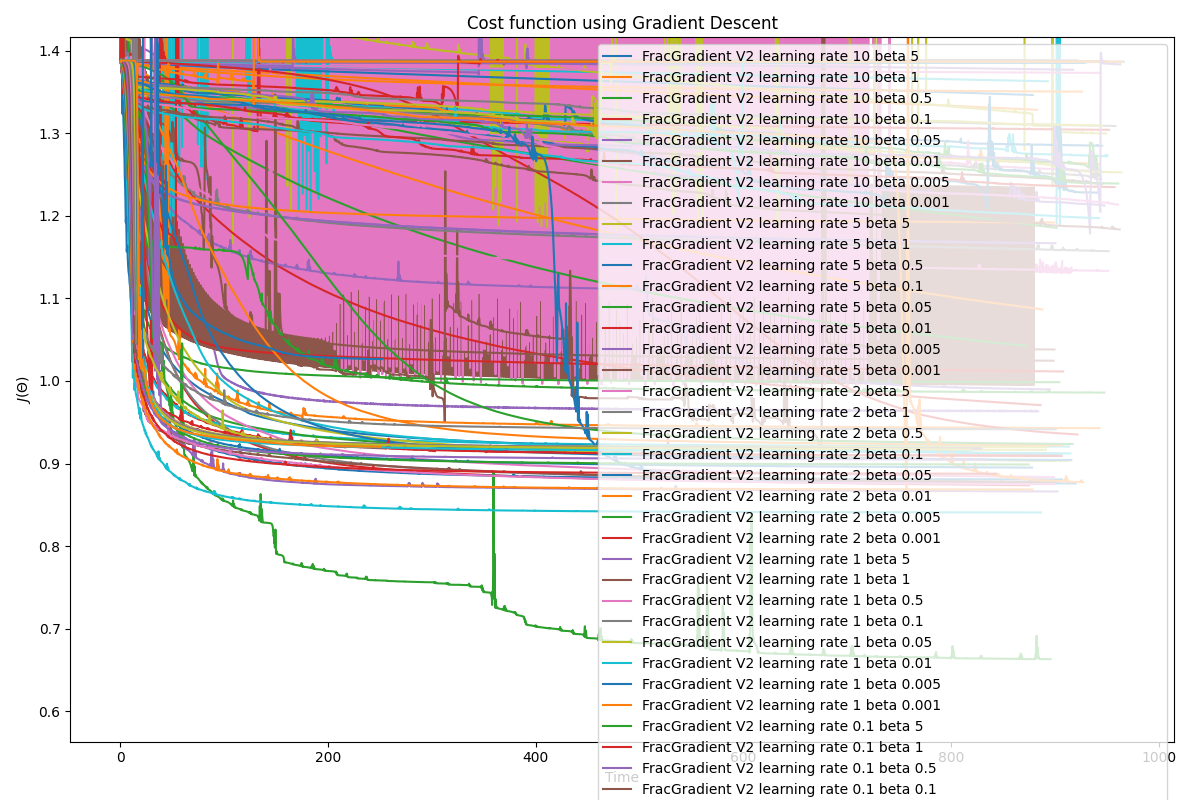 Cost function using Gradient Descent
1.4
1.3
1.2
1.1
1.0
0.9
0.8
0.7
0.6
J(Θ)
0
200
400
600
800
1000
Time
FracGradient V2 learning rate 10 beta 5
FracGradient V2 learning rate 10 beta 1
FracGradient V2 learning rate 10 beta 0.5
FracGradient V2 learning rate 10 beta 0.1
FracGradient V2 learning rate 10 beta 0.05
FracGradient V2 learning rate 10 beta 0.01
FracGradient V2 learning rate 10 beta 0.005
FracGradient V2 learning rate 10 beta 0.001
FracGradient V2 learning rate 5 beta 5
FracGradient V2 learning rate 5 beta 1
FracGradient V2 learning rate 5 beta 0.5
FracGradient V2 learning rate 5 beta 0.1
FracGradient V2 learning rate 5 beta 0.05
FracGradient V2 learning rate 5 beta 0.01
FracGradient V2 learning rate 5 beta 0.005
FracGradient V2 learning rate 5 beta 0.001
FracGradient V2 learning rate 2 beta 5
FracGradient V2 learning rate 2 beta 1
FracGradient V2 learning rate 2 beta 0.5
FracGradient V2 learning rate 2 beta 0.1
FracGradient V2 learning rate 2 beta 0.05
FracGradient V2 learning rate 2 beta 0.01
FracGradient V2 learning rate 2 beta 0.005
FracGradient V2 learning rate 2 beta 0.001
FracGradient V2 learning rate 1 beta 5
FracGradient V2 learning rate 1 beta 1
FracGradient V2 learning rate 1 beta 0.5
FracGradient V2 learning rate 1 beta 0.1
FracGradient V2 learning rate 1 beta 0.05
FracGradient V2 learning rate 1 beta 0.01
FracGradient V2 learning rate 1 beta 0.005
FracGradient V2 learning rate 1 beta 0.001
FracGradient V2 learning rate 0.1 beta 5
FracGradient V2 learning rate 0.1 beta 1
FracGradient V2 learning rate 0.1 beta 0.5
FracGradient V2 learning rate 0.1 beta 0.1